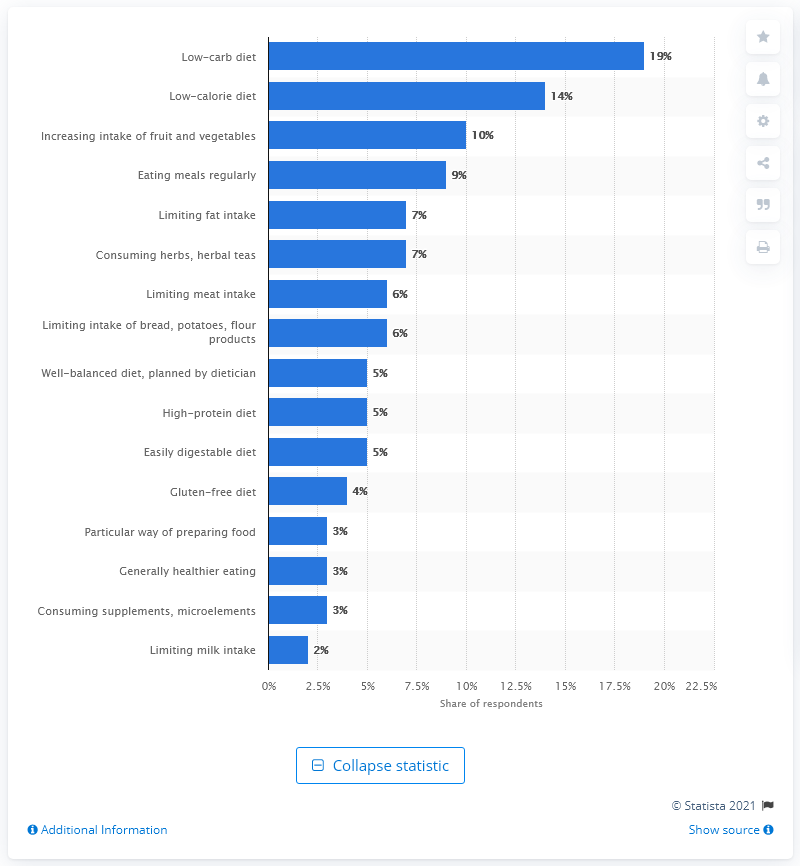 Low-carb diet 19%
Low-calorie diet 14%
Increasing intake of fruit and vegetables 10%
Eating meals regularly 9%
Limiting fat intake 7%
Consuming herbs, herbal teas 7%
Limiting meat intake 6%
Limiting intake of bread, potatoes, flour
products 6%
Well-balanced diet, planned by dietician 5%
High-protein diet 5%
Easily digestable diet 5%
Gluten-free diet 4%
Particular way of preparing food 3%
Generally healthier eating 3%
Consuming supplements, microelements 3%
Limiting milk intake 2%
0% 2.5% 5% 7.5% 10% 12.5% 15% 17.5% 20% 22.5%
Share of respondents
Collapse statistic
© Statista 2021
Additional Information Show source